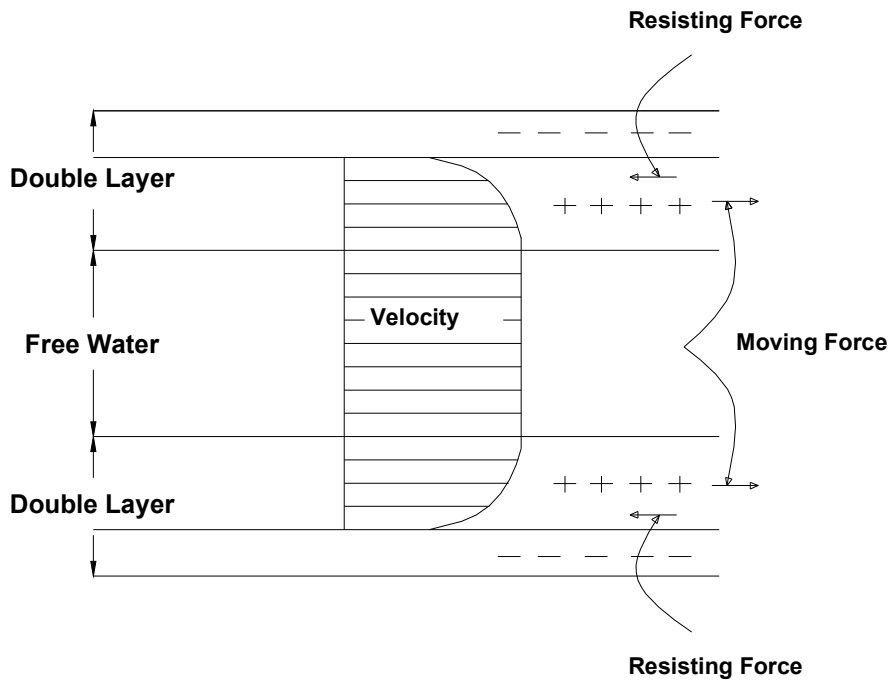 Resisting Force
Double Layer
Velocity
Free Water
Moving Force
Double Layer
Resisting Force